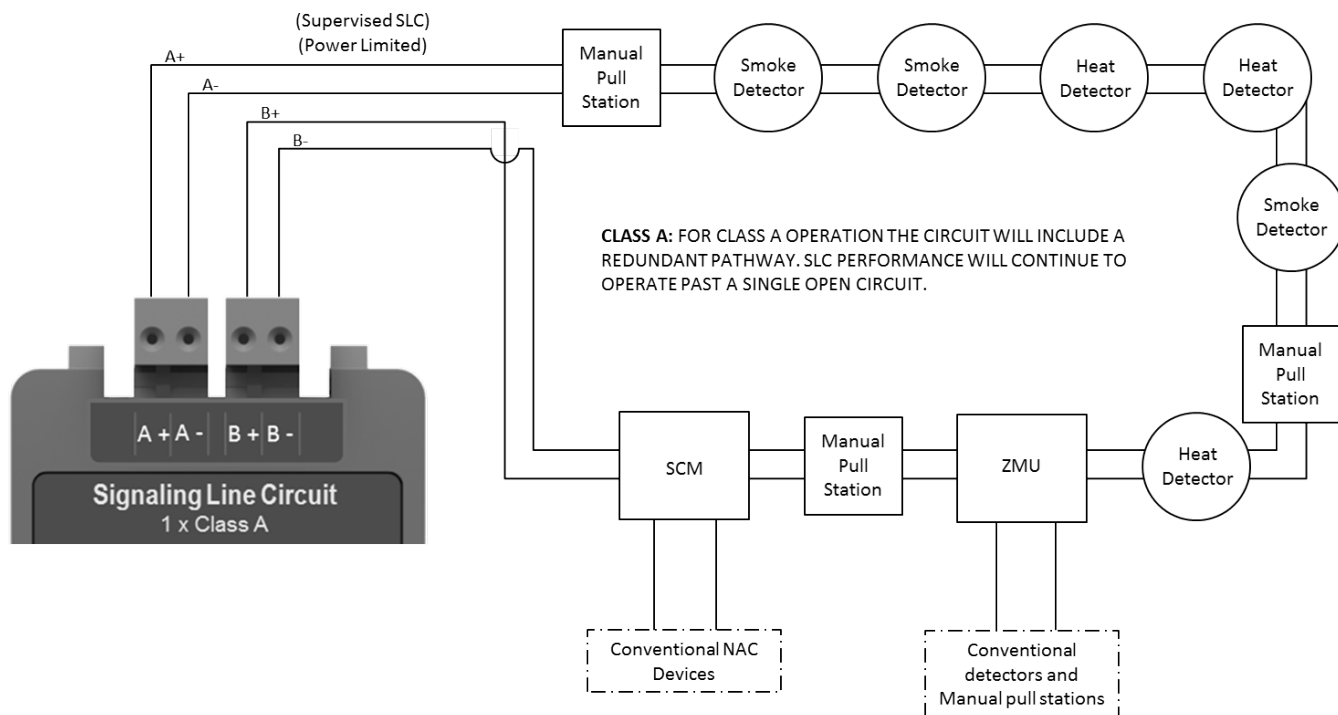 (Supervised SLC)
(Power Limited)
A+
A-
B+
B-
Manual
Pull
Station
Smoke
Detector
Smoke
Detector
Heat
Detector
Heat
Detector
Smoke
Detector
Manual
Pull
Station
CLASS A: FOR CLASS A OPERATION THE CIRCUIT WILL INCLUDE A
REDUNDANT PATHWAY. SLC PERFORMANCE WILL CONTINUE TO
OPERATE PAST A SINGLE OPEN CIRCUIT.
A + A - B + B -
Signaling Line Circuit
1 x Class A
SCM
Manual
Pull
Station
ZMU
Heat
Detector
Conventional NAC
Devices
Conventional
detectors and
Manual pull stations